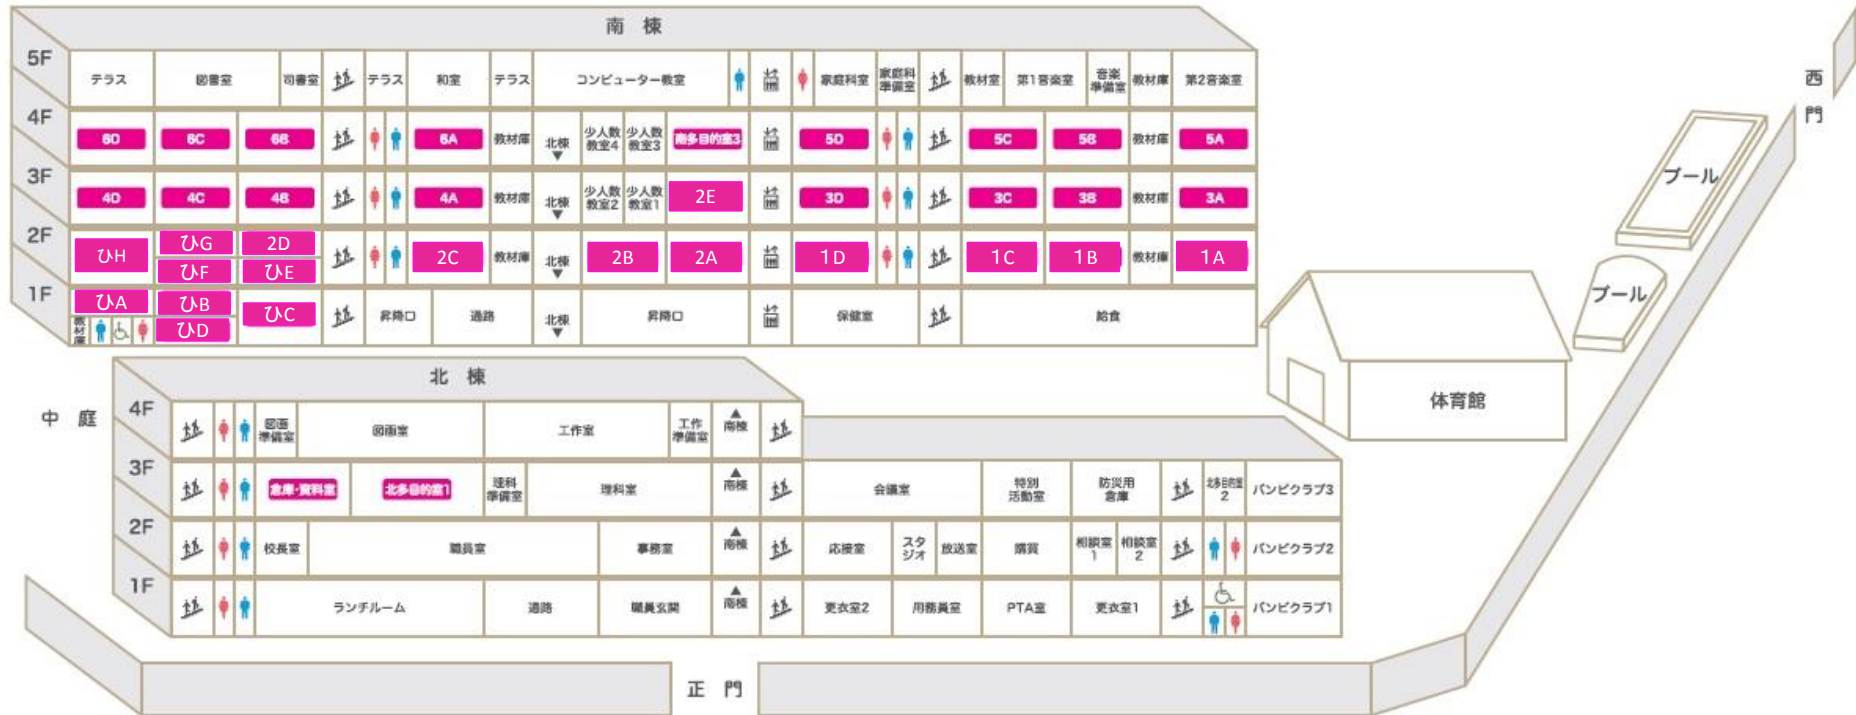 南 棟
5F
テラス 図書室 司書室 テラス 和室 テラス コンピューター教室 家庭科室 家庭科準備室 教材室 第1音楽室 音楽準備室 教材庫 第2音楽室
4F
6D 6C 6B 6A 教材庫 北棟▼ 少人数教室4 少人数教室3 南多目的室3 5D 5C 5B 教材庫 5A
3F
4D 4C 4B 4A 教材庫 北棟▼ 少人数教室2 少人数教室1 2E 3D 3C 3B 教材庫 3A
2F
ひH ひG 2D 2C 教材庫 北棟▼ 2B 2A 1D 1C 1B 教材庫 1A
ひF ひE
1F
ひA ひB ひC 昇降口 通路 北棟▼ 昇降口 保健室 給食
教材庫 ひD
西門
プール
プール
体育館
中 庭
北 棟
4F
図画準備室 図画室 工作室 工作準備室 ▲南棟
3F
倉庫・資料室 北多目的室1 理科準備室 理科室 ▲南棟 会議室 特別活動室 防災用倉庫 北多目的室2 バンビクラブ3
2F
校長室 職員室 事務室 ▲南棟 応接室 スタジオ 放送室 購買 相談室1 相談室2 バンビクラブ2
1F
ランチルーム 通路 職員玄関 ▲南棟 更衣室2 用務員室 PTA室 更衣室1 バンビクラブ1
正 門